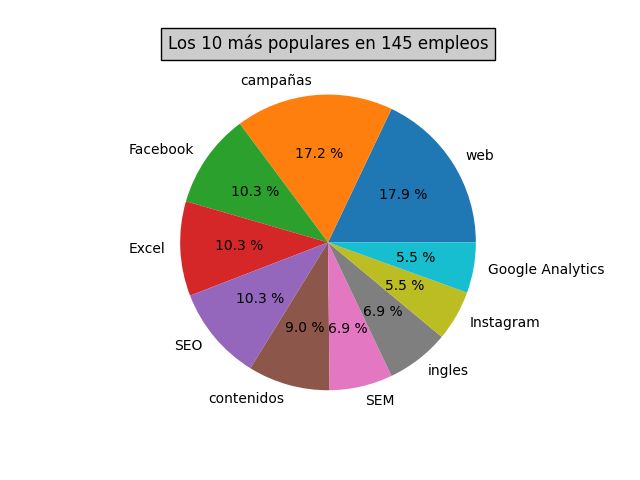 Los 10 más populares en 145 empleos
campañas
17.2 %
web
17.9 %
Facebook
10.3 %
Excel
10.3 %
SEO
10.3 %
contenidos
9.0 %
SEM
6.9 %
ingles
6.9 %
Instagram
5.5 %
Google Analytics
5.5 %